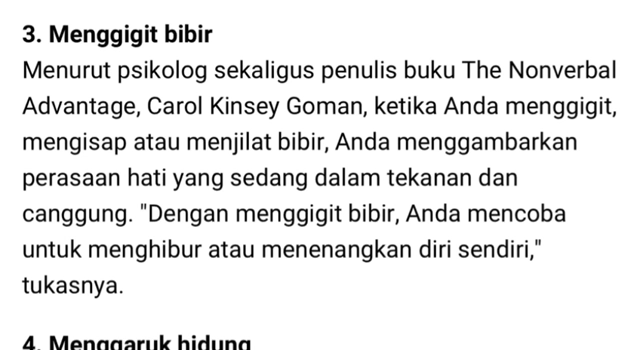 3. Menggigit bibir
Menurut psikolog sekaligus penulis buku The Nonverbal
Advantage, Carol Kinsey Goman, ketika Anda menggigit,
mengisap atau menjilat bibir, Anda menggambarkan
perasaan hati yang sedang dalam tekanan dan
canggung. "Dengan menggigit bibir, Anda mencoba
untuk menghibur atau menenangkan diri sendiri,"
tukasnya.
4. Menggaruk hidung